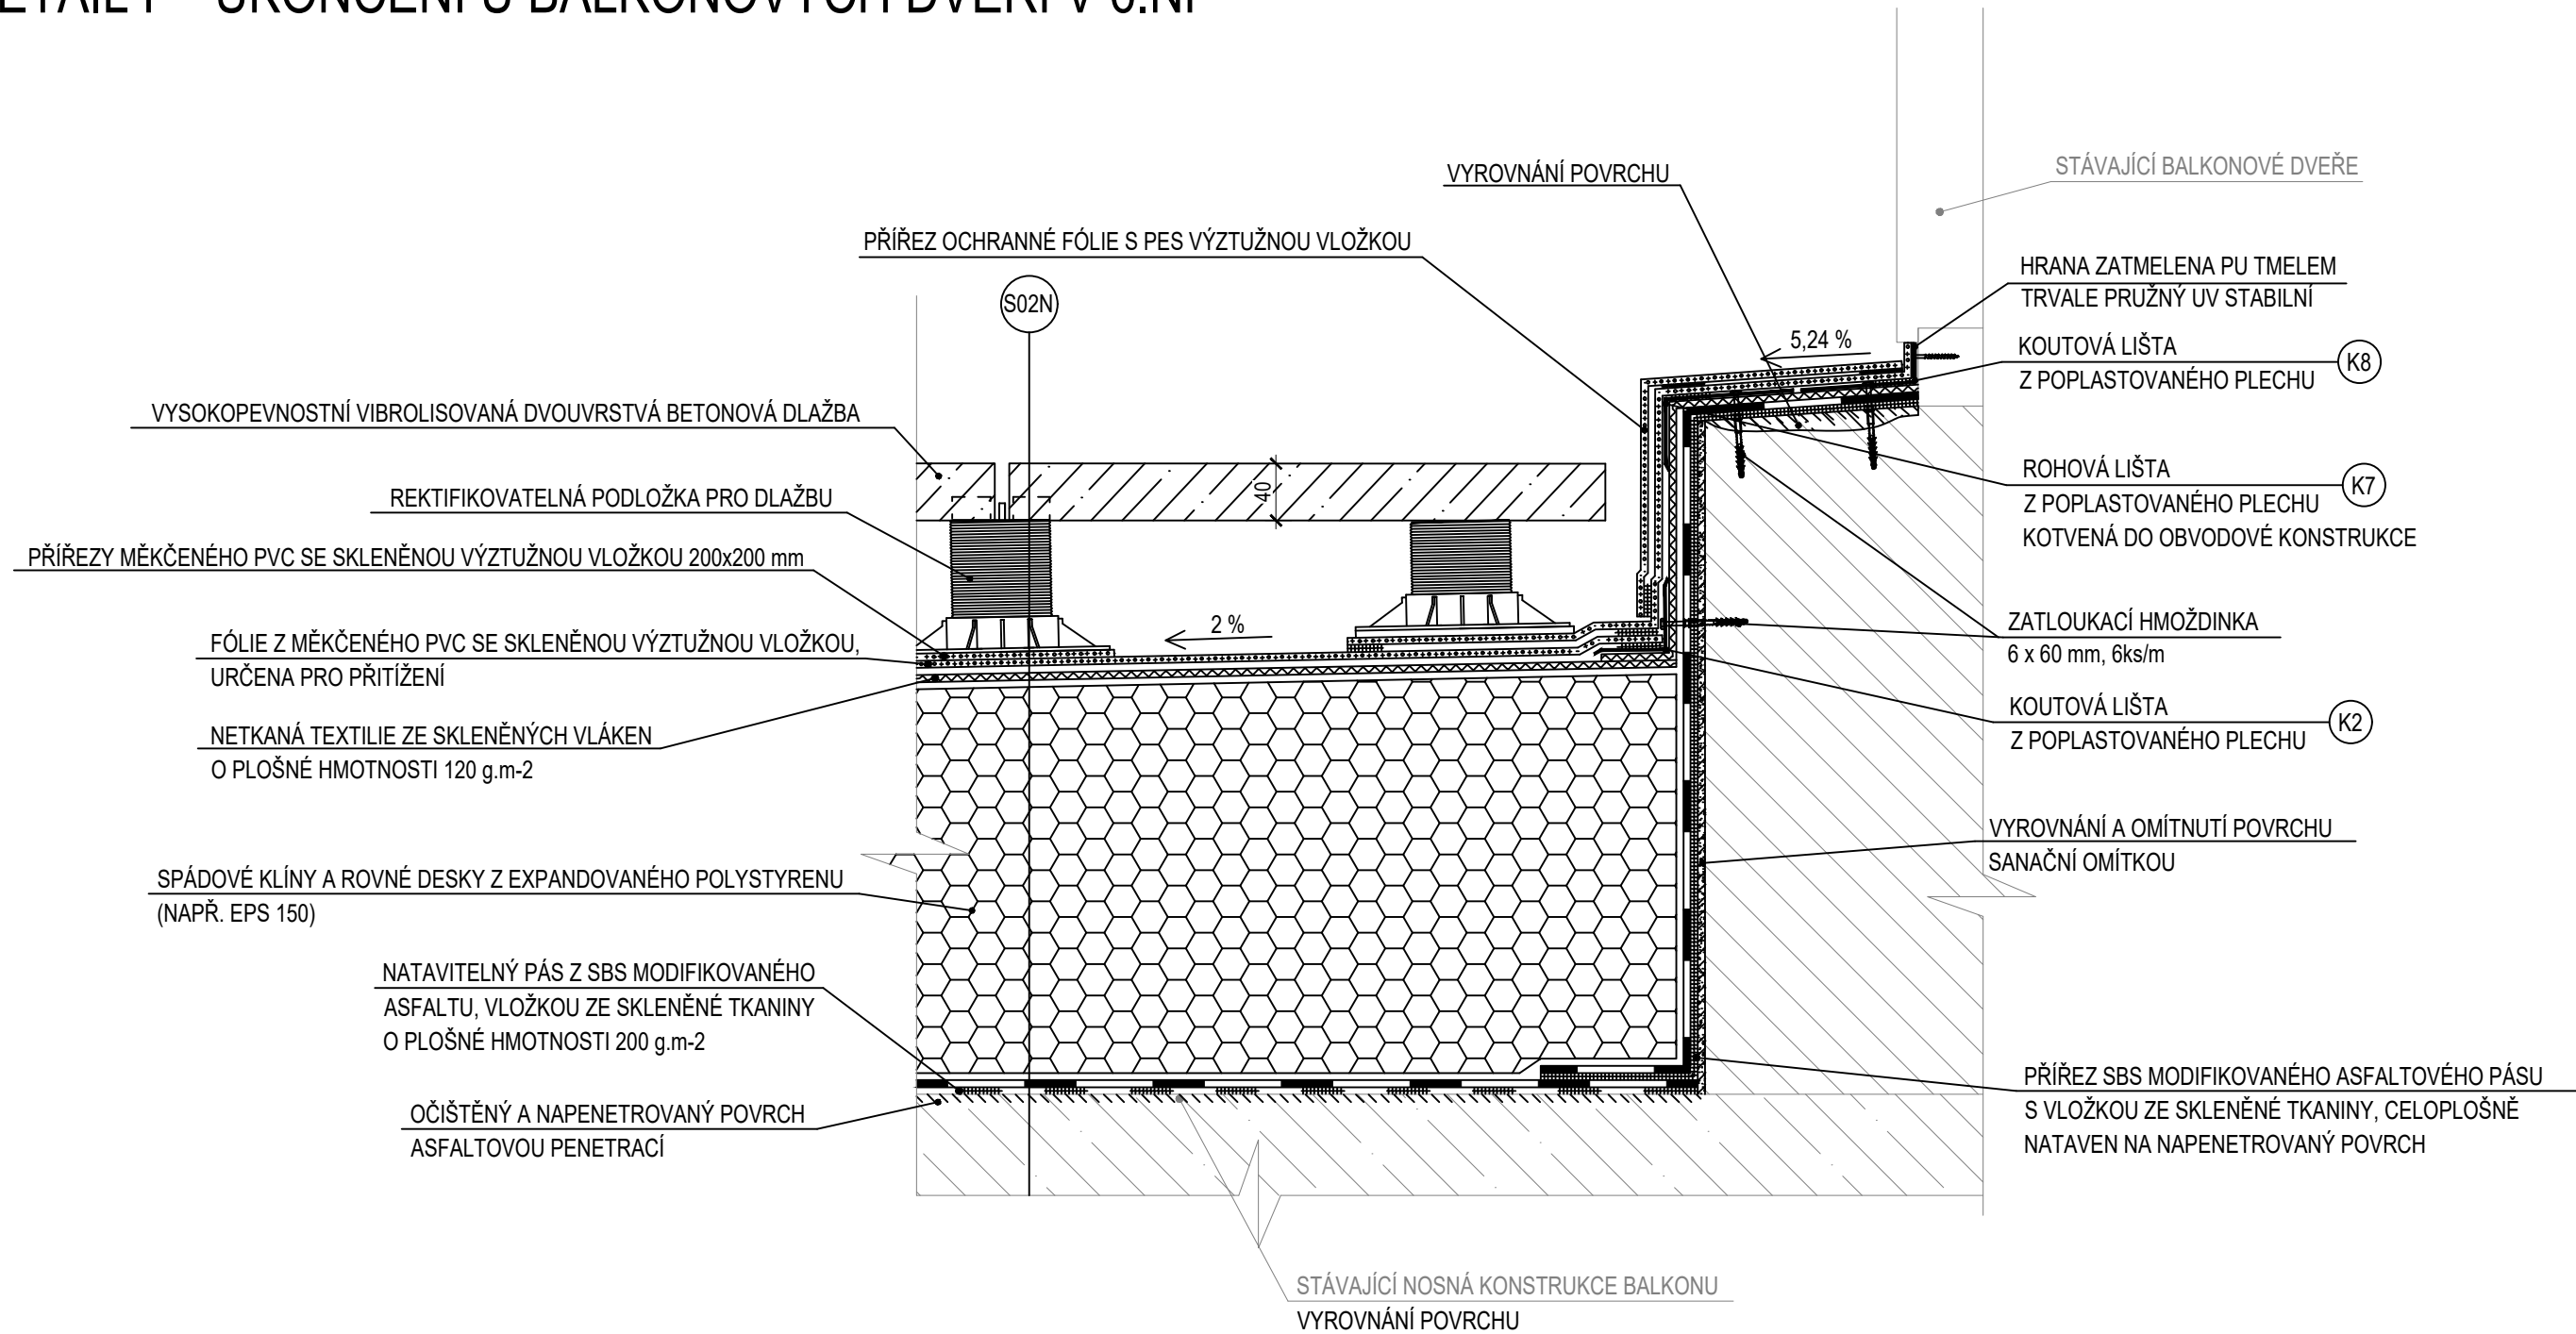 UKONČENÍ U BALKONOVÝCH DVEŘÍ V
VYROVNÁNÍ POVRCHU
STÁVAJÍCÍ BALKONOVÉ DVEŘE
PŘÍŘEZ OCHRANNÉ FÓLIE S PES VÝZTUŽNOU VLOŽKOU
S02N
HRANA ZATMELENA PU TMELEM
TRVALE PRUŽNÝ UV STABILNÍ
5,24 %
KOUTOVÁ LIŠTA
Z POPLASTOVANÉHO PLECHU
K8
VYSOKOPEVNOSTNÍ VIBROLISOVANÁ DVOUVRSTVÁ BETONOVÁ DLAŽBA
REKTIFIKOVATELNÁ PODLOŽKA PRO DLAŽBU
40
ROHOVÁ LIŠTA
Z POPLASTOVANÉHO PLECHU
KOTVENÁ DO OBVODOVÉ KONSTRUKCE
K7
PŘÍŘEZY MĚKČENÉHO PVC SE SKLENĚNOU VÝZTUŽNOU VLOŽKOU 200x200 mm
2 %
ZATLOUKACÍ HMOŽDINKA
6 x 60 mm, 6ks/m
FÓLIE Z MĚKČENÉHO PVC SE SKLENĚNOU VÝZTUŽNOU VLOŽKOU,
URČENA PRO PŘITÍŽENÍ
KOUTOVÁ LIŠTA
Z POPLASTOVANÉHO PLECHU
K2
NETKANÁ TEXTILIE ZE SKLENĚNÝCH VLÁKEN
O PLOŠNÉ HMOTNOSTI 120 g.m-2
VYROVNÁNÍ A OMÍTNUTÍ POVRCHU
SANAČNÍ OMÍTKOU
SPÁDOVÉ KLÍNY A ROVNÉ DESKY Z EXPANDOVANÉHO POLYSTYRENU
(NAPŘ. EPS 150)
NATAVITELNÝ PÁS Z SBS MODIFIKOVANÉHO
ASFALTU, VLOŽKOU ZE SKLENĚNÉ TKANINY
O PLOŠNÉ HMOTNOSTI 200 g.m-2
PŘÍŘEZ SBS MODIFIKOVANÉHO ASFALTOVÉHO PÁSU
S VLOŽKOU ZE SKLENĚNÉ TKANINY, CELOPLOŠNĚ
NATAVEN NA NAPENETROVANÝ POVRCH
OČIŠTĚNÝ A NAPENETROVANÝ POVRCH
ASFALTOVOU PENETRACÍ
STÁVAJÍCÍ NOSNÁ KONSTRUKCE BALKONU
VYROVNÁNÍ POVRCHU